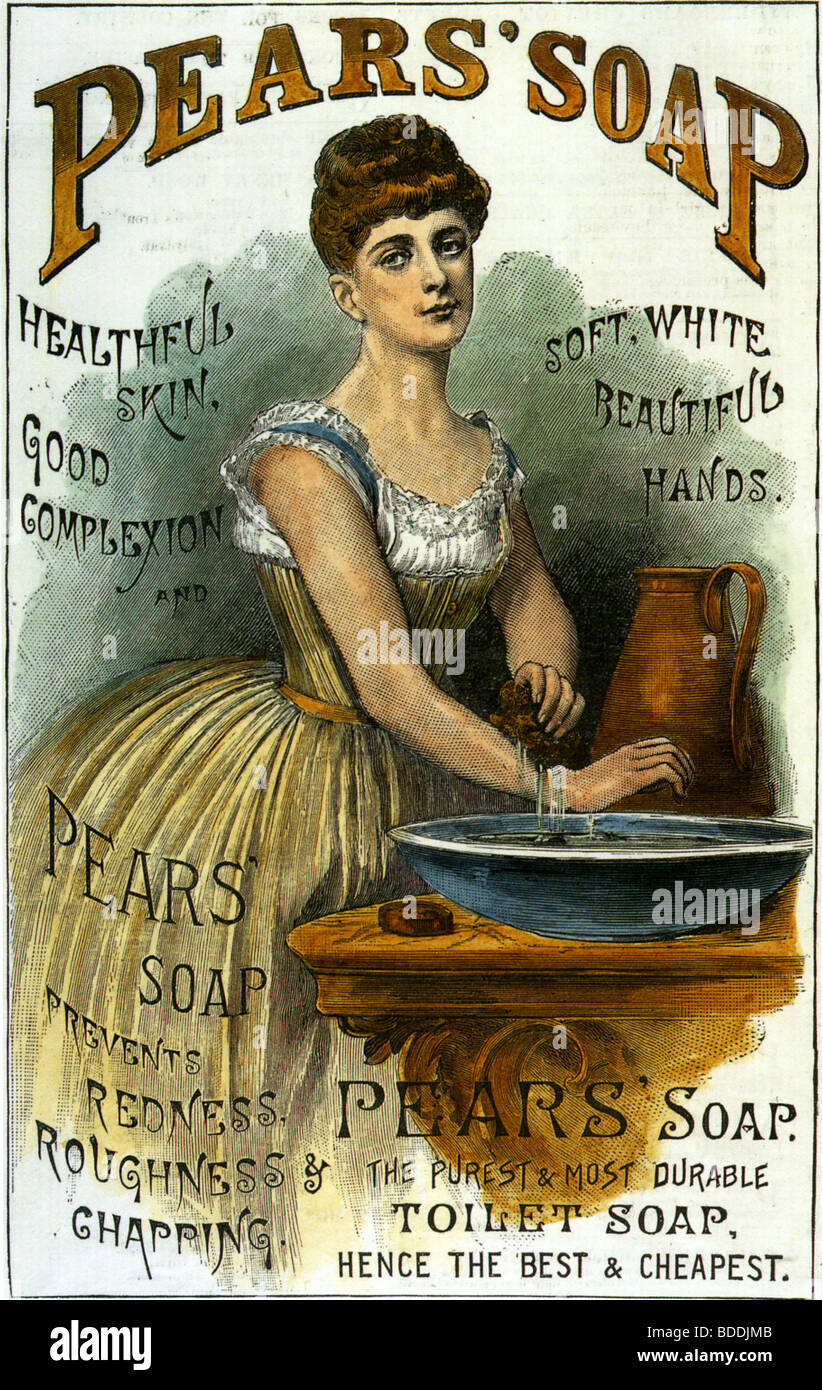 PEARS' SOAP
HEALTHFUL
SKIN,
GOOD
COMPLEXION
AND
SOFT, WHITE
BEAUTIFUL
HANDS.
PEARS'
SOAP
PREVENTS
REDNESS,
ROUGHNESS &
CHAPPING.
PEARS' SOAP.
THE PUREST & MOST DURABLE
TOILET SOAP,
HENCE THE BEST & CHEAPEST.
alamy
alamy stock photo
BDDJMB
www.alamy.com